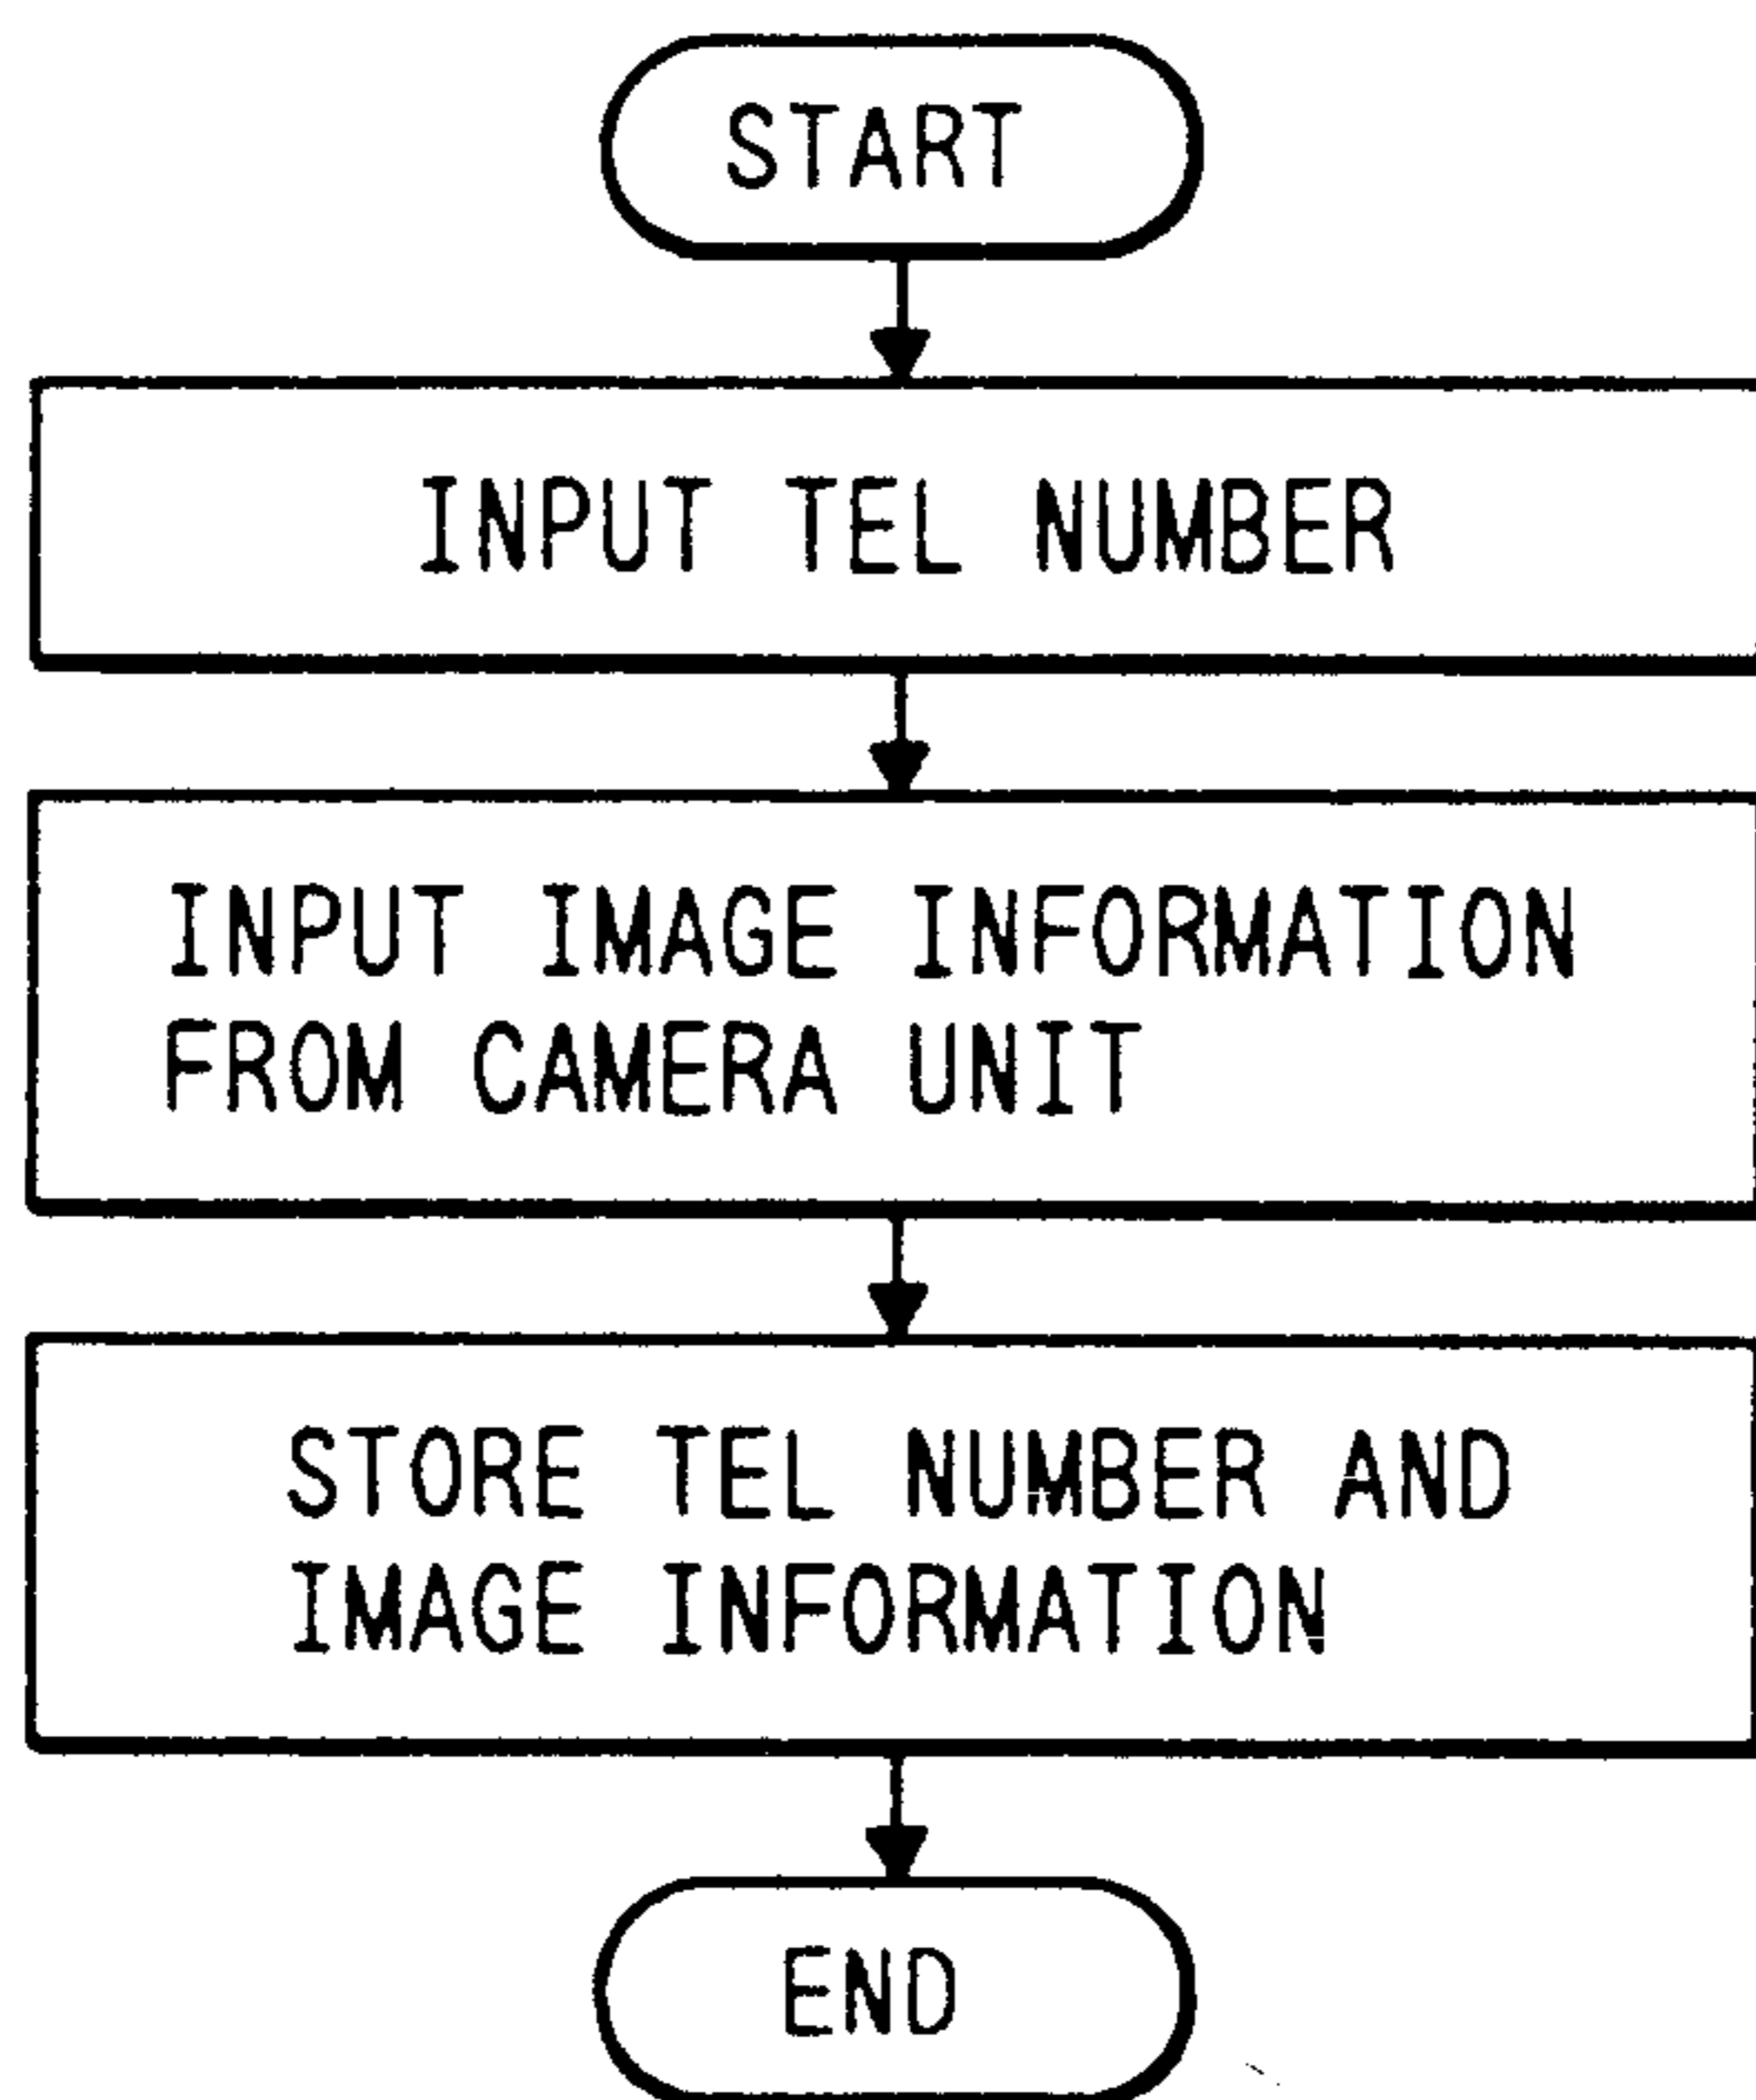 START
INPUT TEL NUMBER
INPUT IMAGE INFORMATION
FROM CAMERA UNIT
STORE TEL NUMBER AND
IMAGE INFORMATION
END